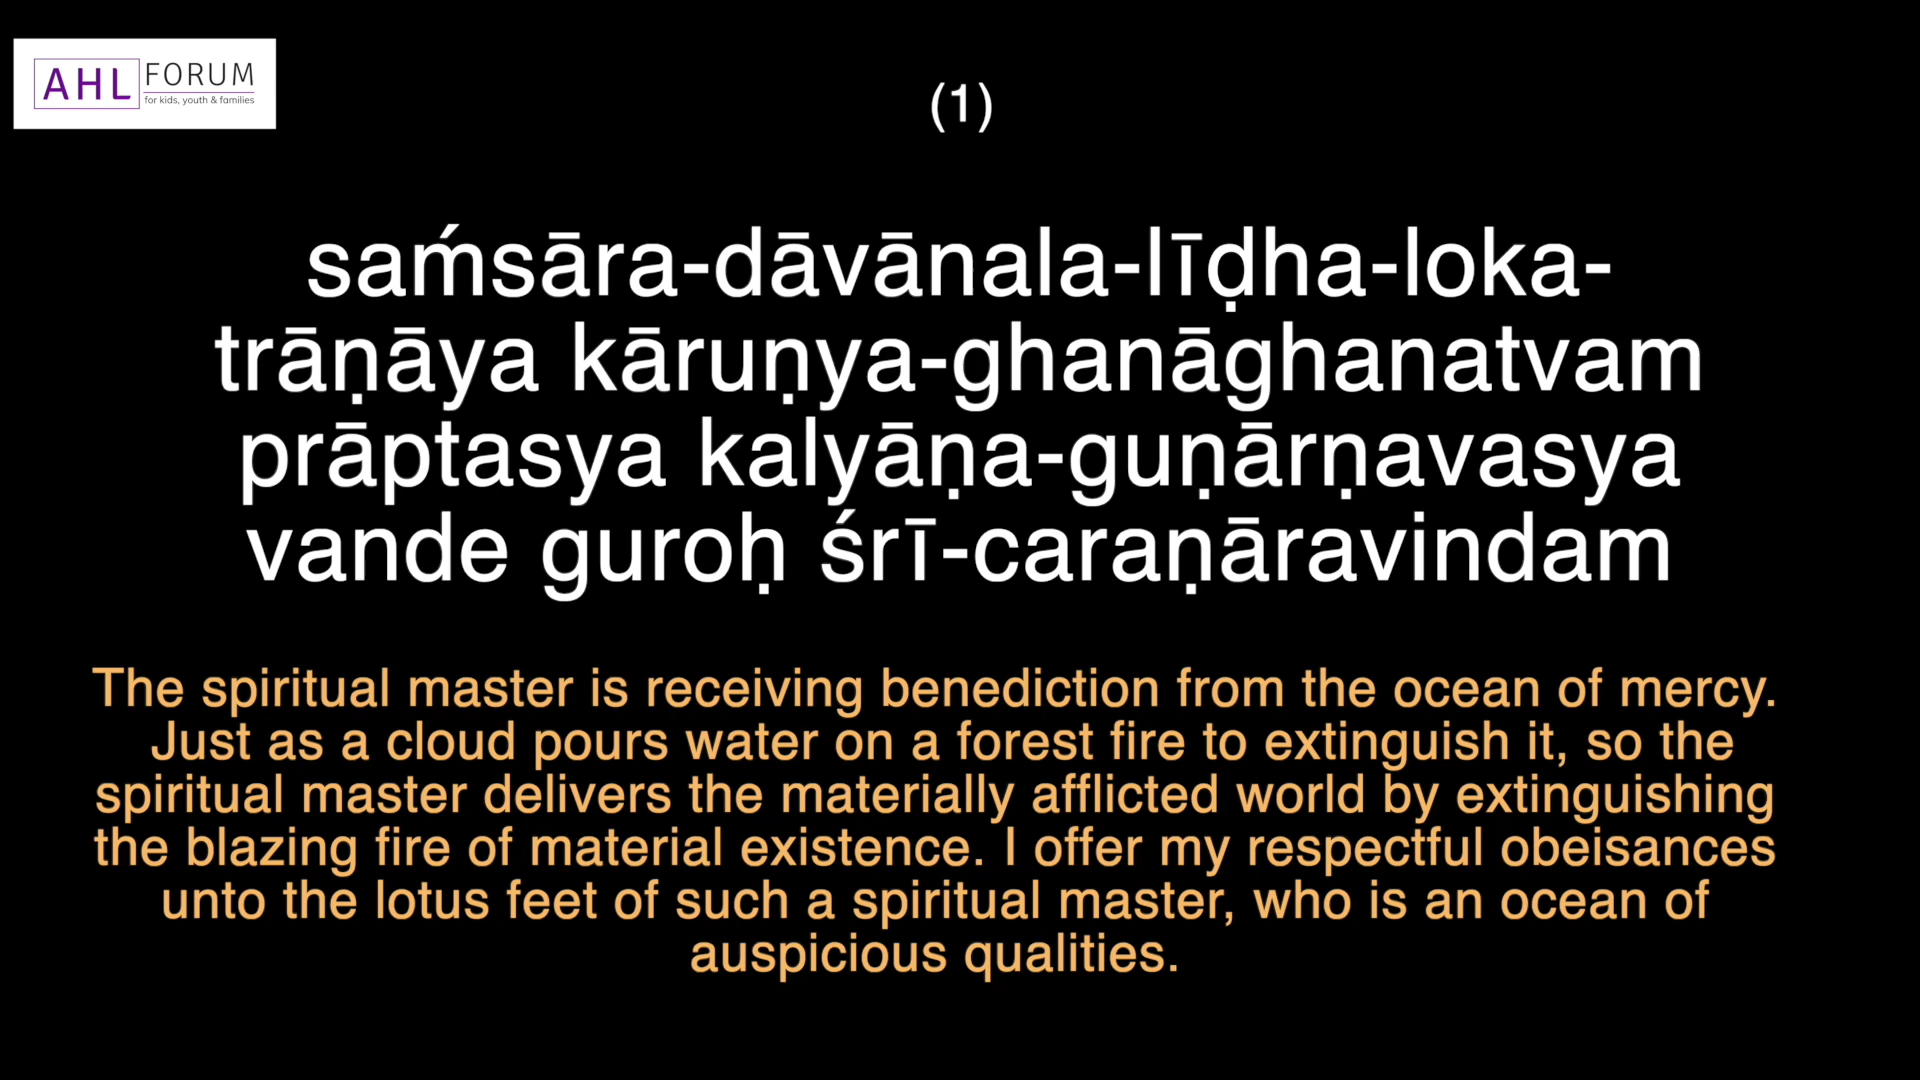 AHL FORUM
for kids, youth & families
(1)
saḿsāra-dāvānala-līḍha-loka-
trāṇāya kāruṇya-ghanāghanatvam
prāptasya kalyāṇa-guṇārṇavasya
vande guroḥ śrī-caraṇāravindam
The spiritual master is receiving benediction from the ocean of mercy.
Just as a cloud pours water on a forest fire to extinguish it, so the
spiritual master delivers the materially afflicted world by extinguishing
the blazing fire of material existence. I offer my respectful obeisances
unto the lotus feet of such a spiritual master, who is an ocean of
auspicious qualities.